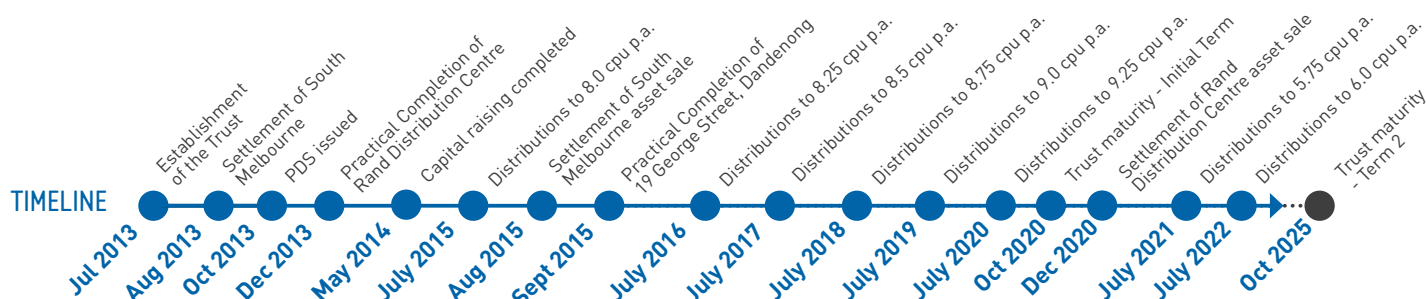 TIMELINE
Establishment
of the Trust
Settlement of South
Melbourne
PDS issued
Practical Completion of
Rand Distribution Centre
Capital raising completed
Distributions to 8.0 cpu p.a.
Settlement of South
Melbourne asset sale
Practical Completion of
19 George Street, Dandenong
Distributions to 8.25 cpu p.a.
Distributions to 8.5 cpu p.a.
Distributions to 8.75 cpu p.a.
Distributions to 9.0 cpu p.a.
Distributions to 9.25 cpu p.a.
Trust maturity - Initial Term
Settlement of Rand
Distribution Centre asset sale
Distributions to 5.75 cpu p.a.
Distributions to 6.0 cpu p.a.
Trust maturity
- Term 2
Jul 2013
Aug 2013
Oct 2013
Dec 2013
May 2014
July 2015
Aug 2015
Sept 2015
July 2016
July 2017
July 2018
July 2019
July 2020
Oct 2020
Dec 2020
July 2021
July 2022
Oct 2025